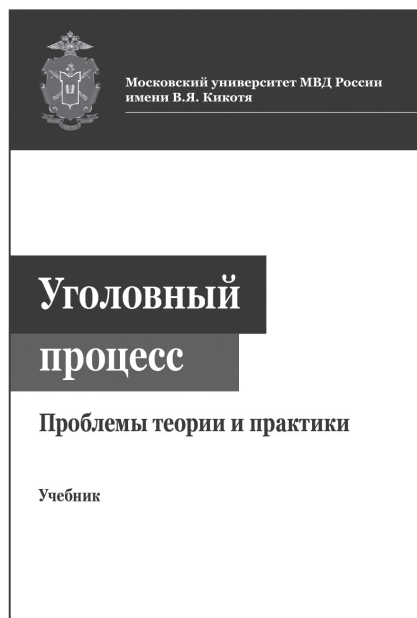 Московский университет МВД России
имени В.Я. Кикотя
Уголовный
процесс
Проблемы теории и практики
Учебник